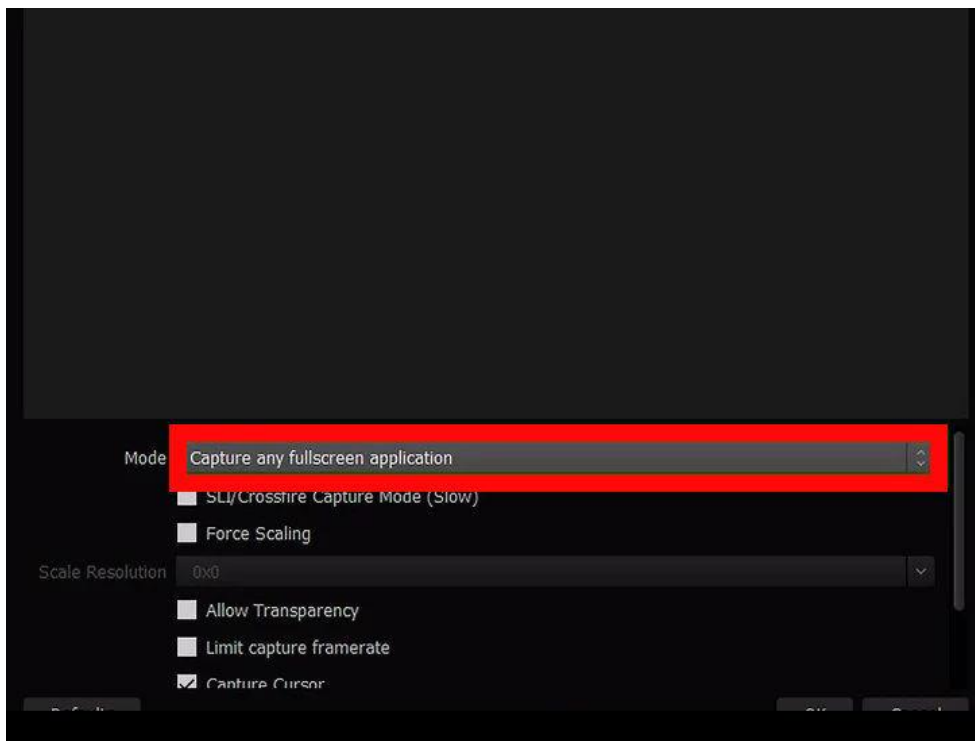 Mode Capture any fullscreen application
SLI/Crossfire Capture Mode (Slow)
Force Scaling
Scale Resolution 0x0
Allow Transparency
Limit capture framerate
Capture Cursor